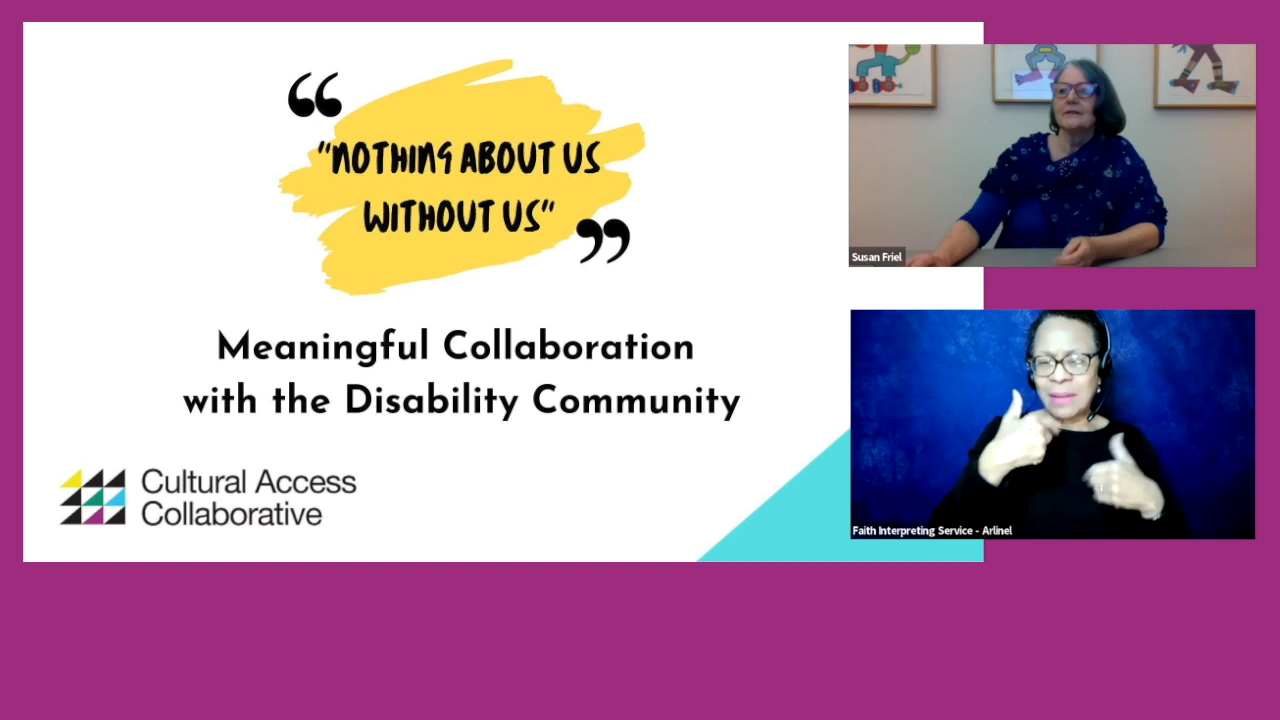 “
“NOTHING ABOUT US
WITHOUT US”
”
Meaningful Collaboration
with the Disability Community
Cultural Access
Collaborative
Susan Friel
Faith Interpreting Service - Arlinel